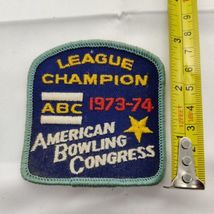 LEAGUE
CHAMPION
ABC 1973-74
AMERICAN
BOWLING
CONGRESS